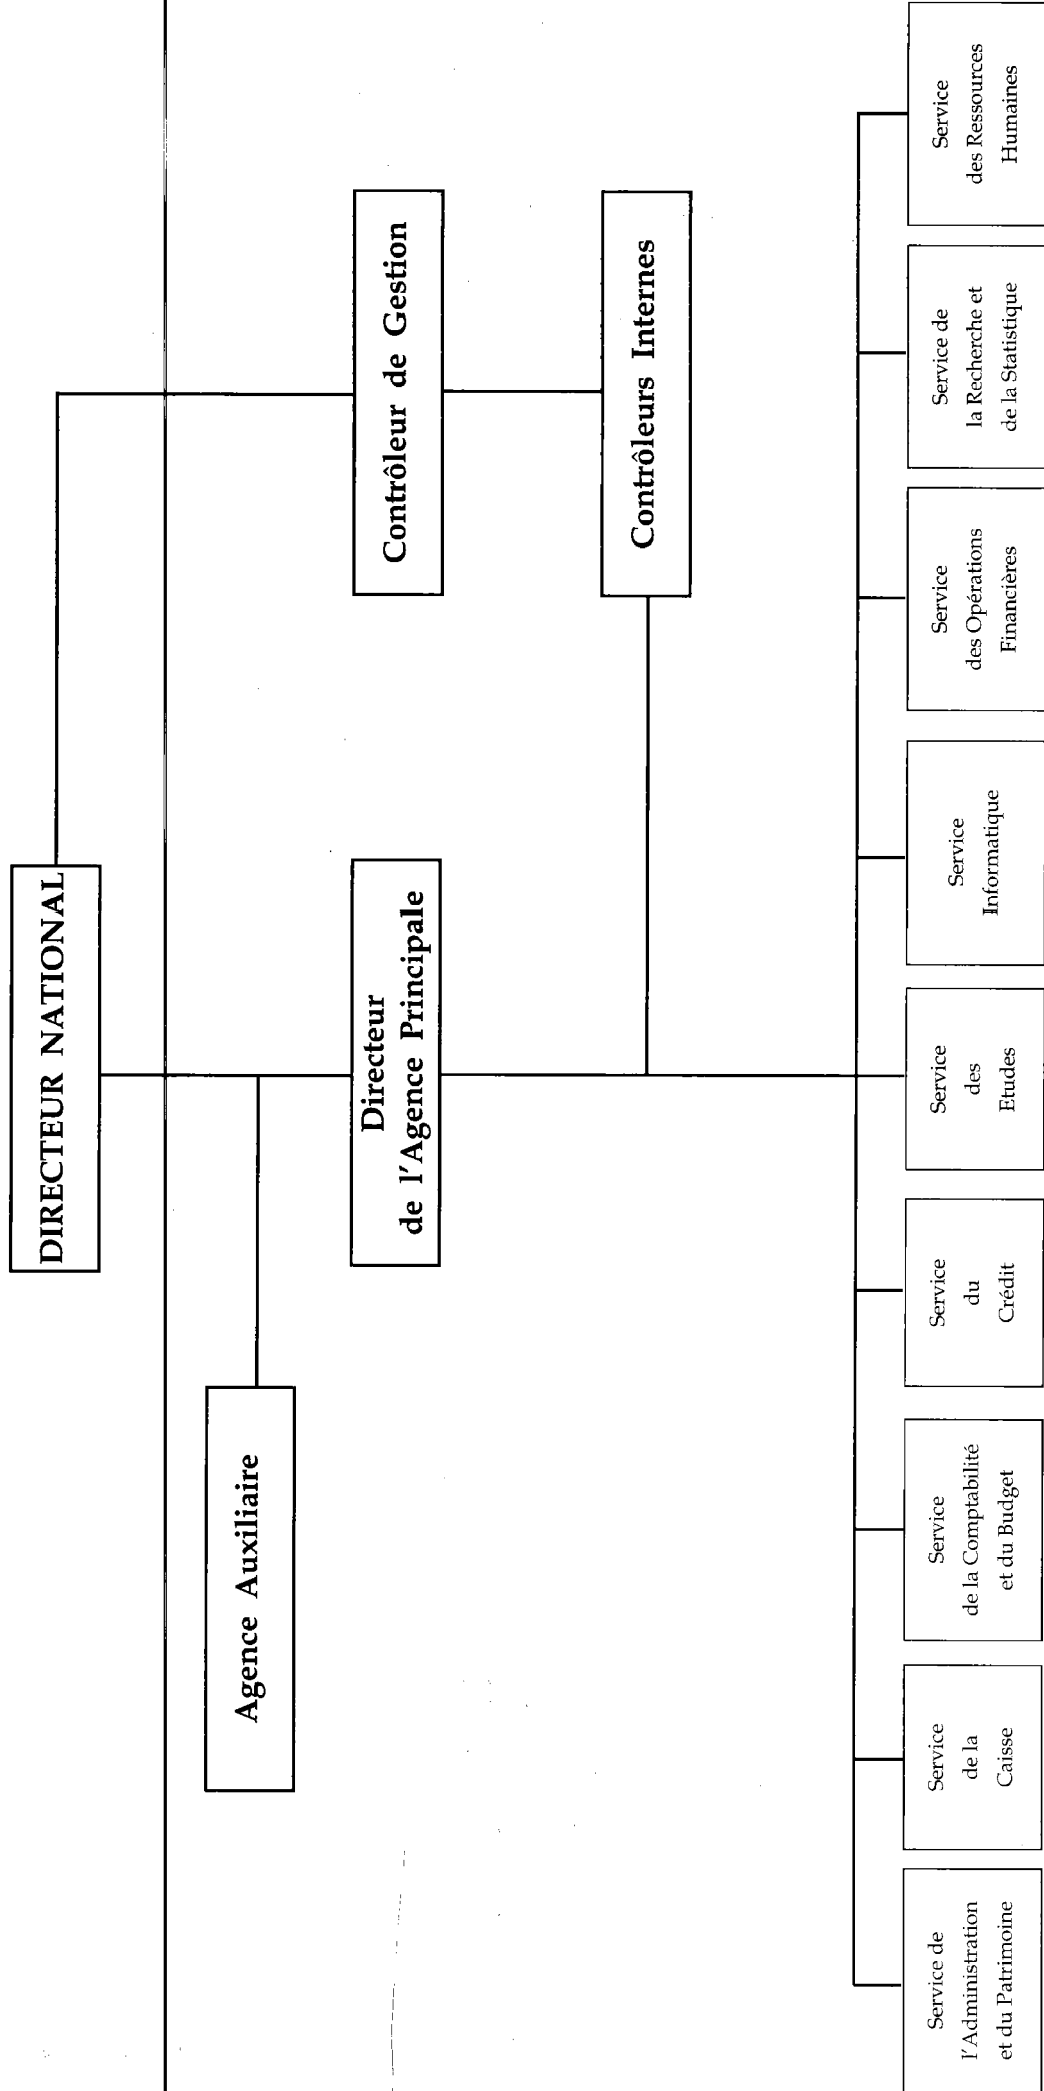 DIRECTEUR NATIONAL
Agence Auxiliaire
Directeur
de l'Agence Principale
Contrôleur de Gestion
Contrôleurs Internes
Service de
l'Administration
et du Patrimoine
Service
de la
Caisse
Service
de la Comptabilité
et du Budget
Service
du
Crédit
Service
des
Etudes
Service
Informatique
Service
des Opérations
Financières
Service de
la Recherche et
de la Statistique
Service
des Ressources
Humaines